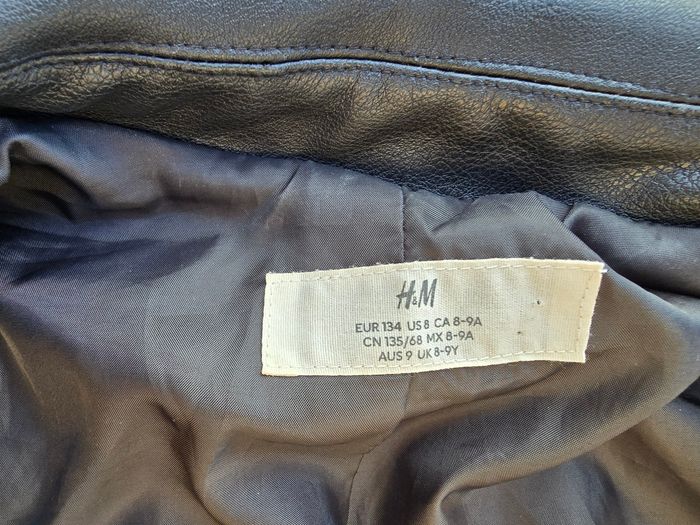 H&M
EUR 134 US 8 CA 8-9A
CN 135/68 MX 8-9A
AUS 9 UK 8-9Y